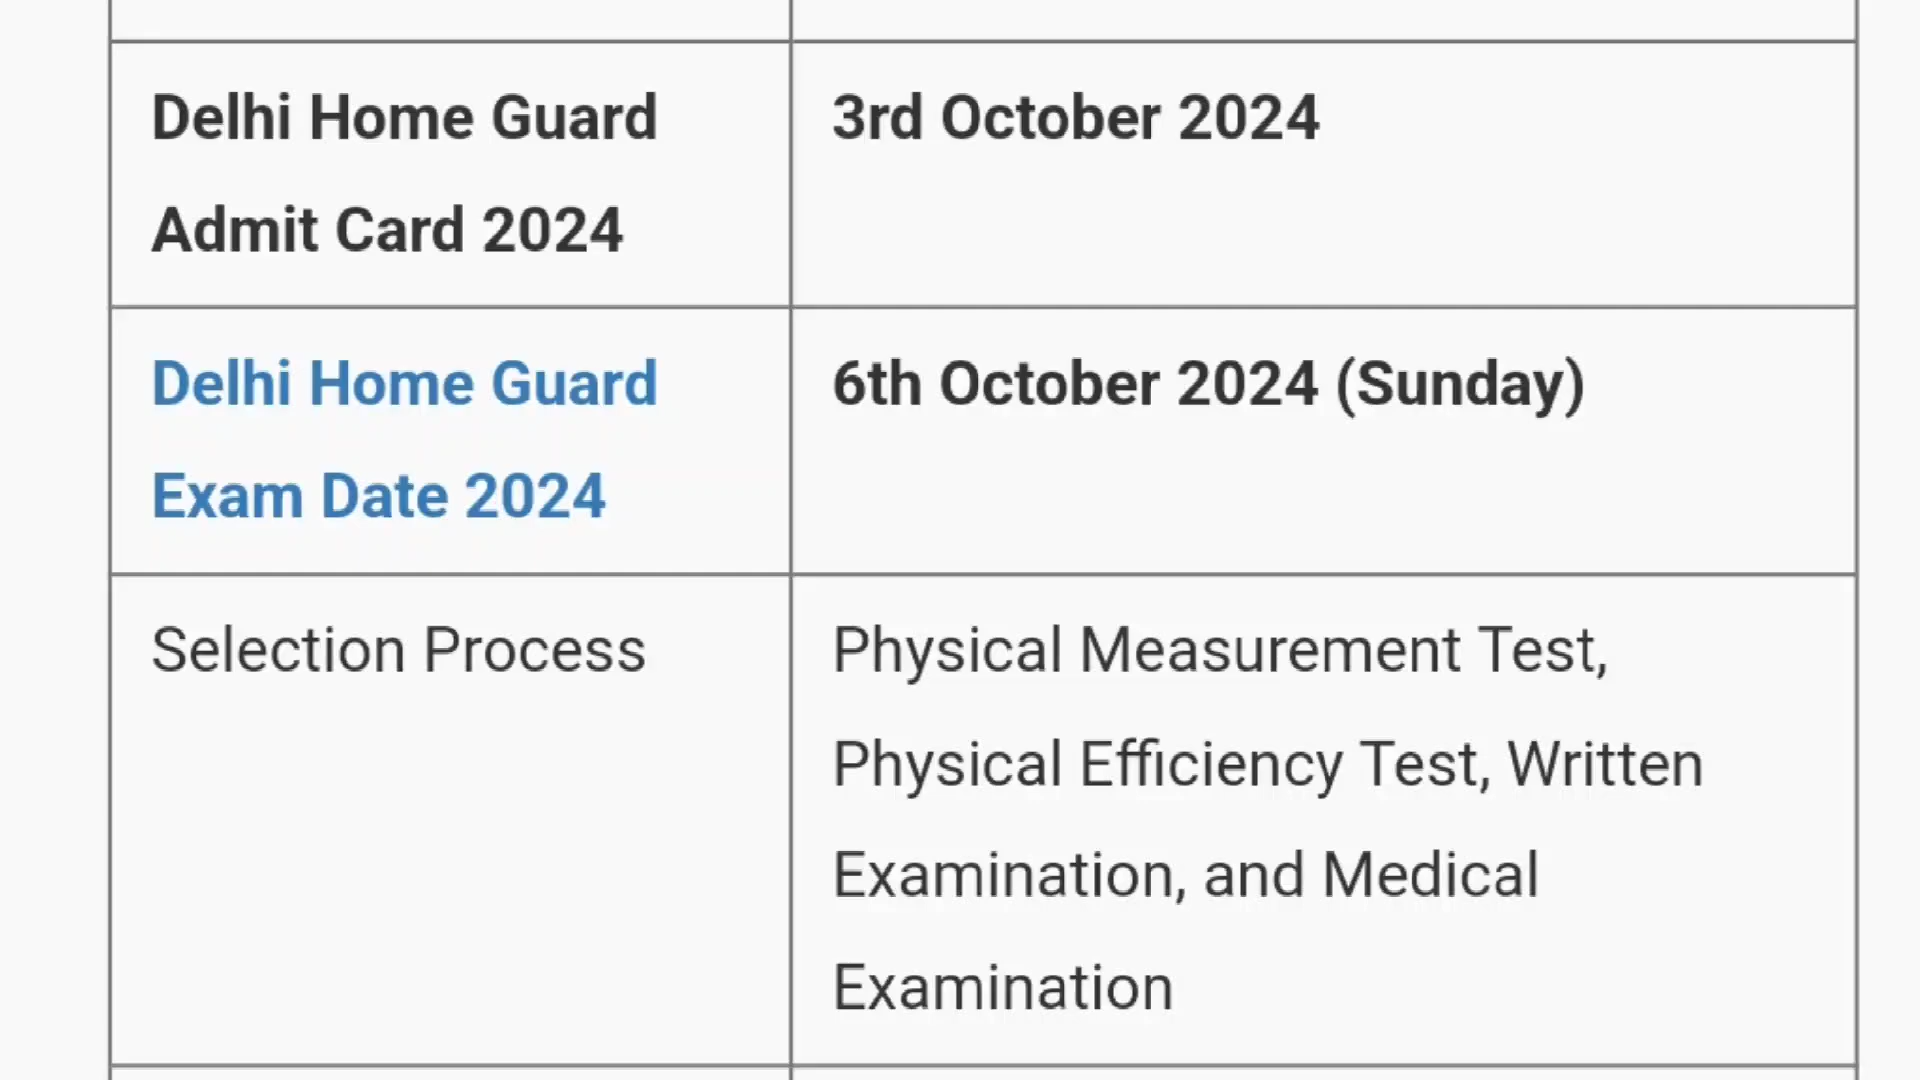 Delhi Home Guard
Admit Card 2024
3rd October 2024
Delhi Home Guard
Exam Date 2024
6th October 2024 (Sunday)
Selection Process
Physical Measurement Test,
Physical Efficiency Test, Written
Examination, and Medical
Examination